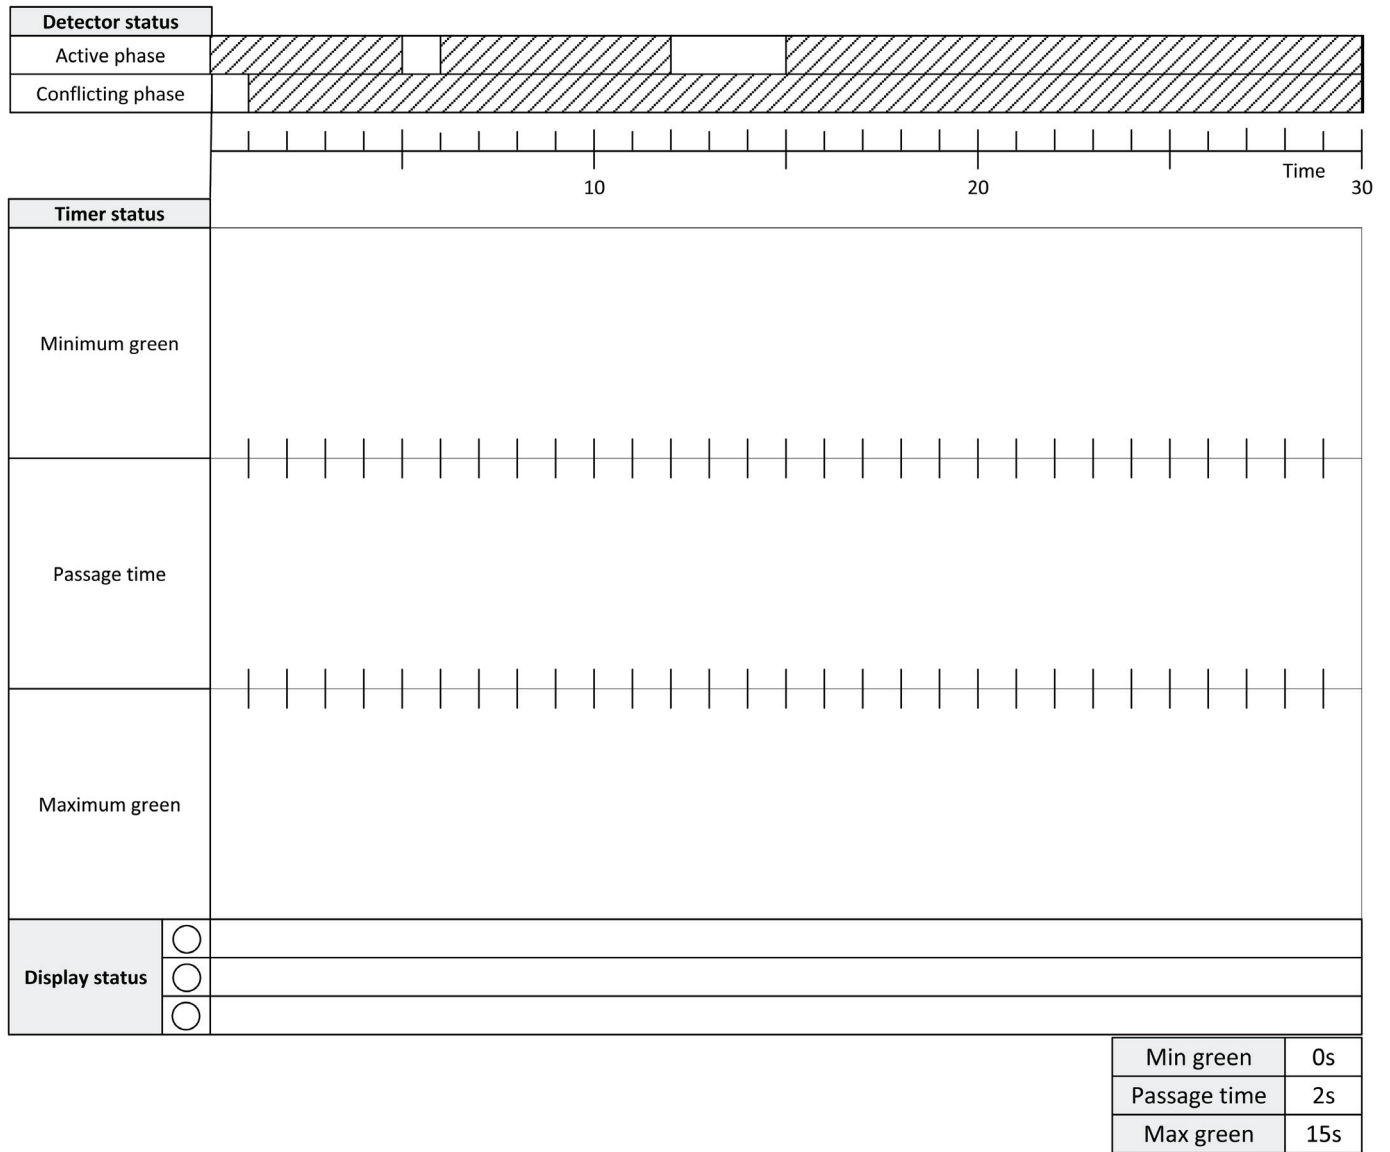 Detector status
Active phase
Conflicting phase
Time
10
20
30
Timer status
Minimum green
Passage time
Maximum green
Display status
Min green 0s
Passage time 2s
Max green 15s